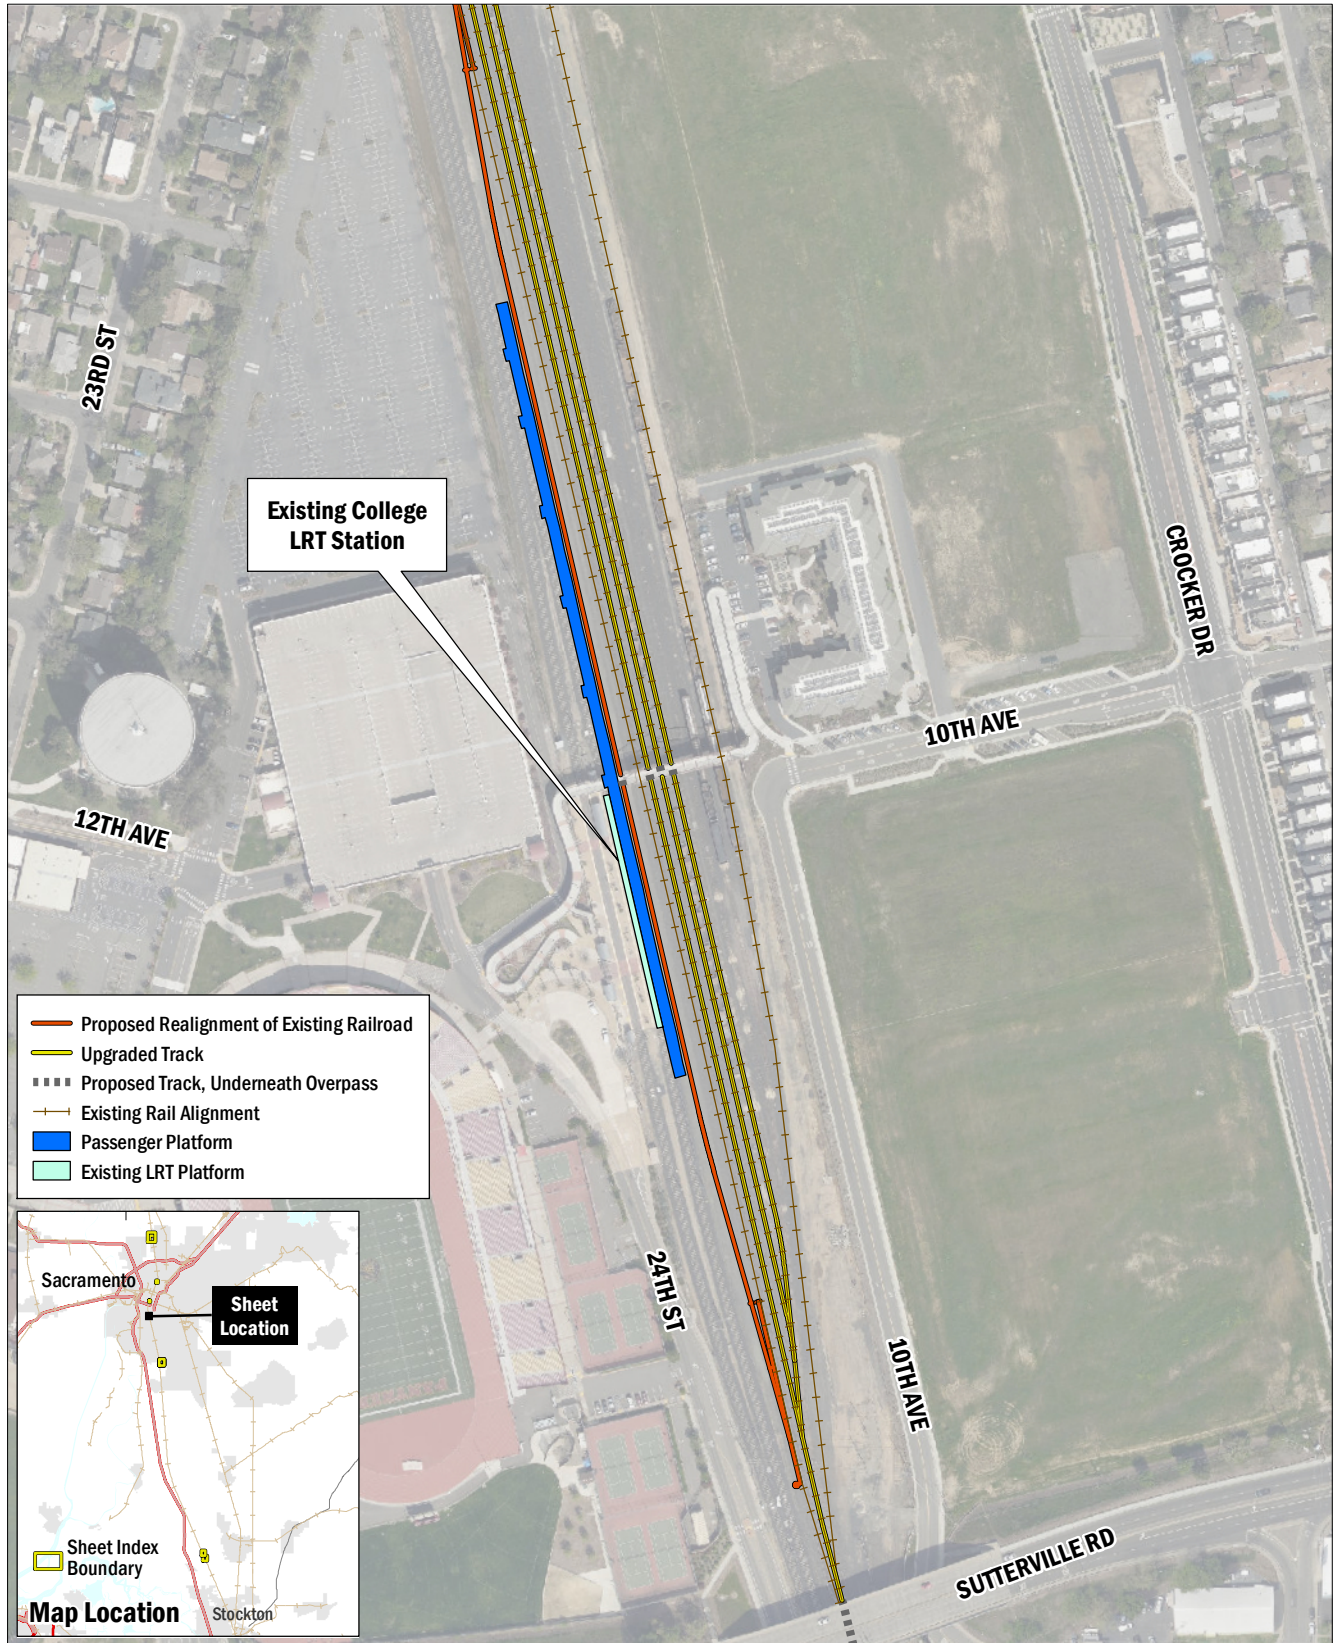 23RD ST
Existing College
LRT Station
CROCKER DR
10TH AVE
12TH AVE
Proposed Realignment of Existing Railroad
Upgraded Track
Proposed Track, Underneath Overpass
Existing Rail Alignment
Passenger Platform
Existing LRT Platform
24TH ST
10TH AVE
SUTTERVILLE RD
Sacramento
Sheet
Location
Sheet Index
Boundary
Map Location
Stockton